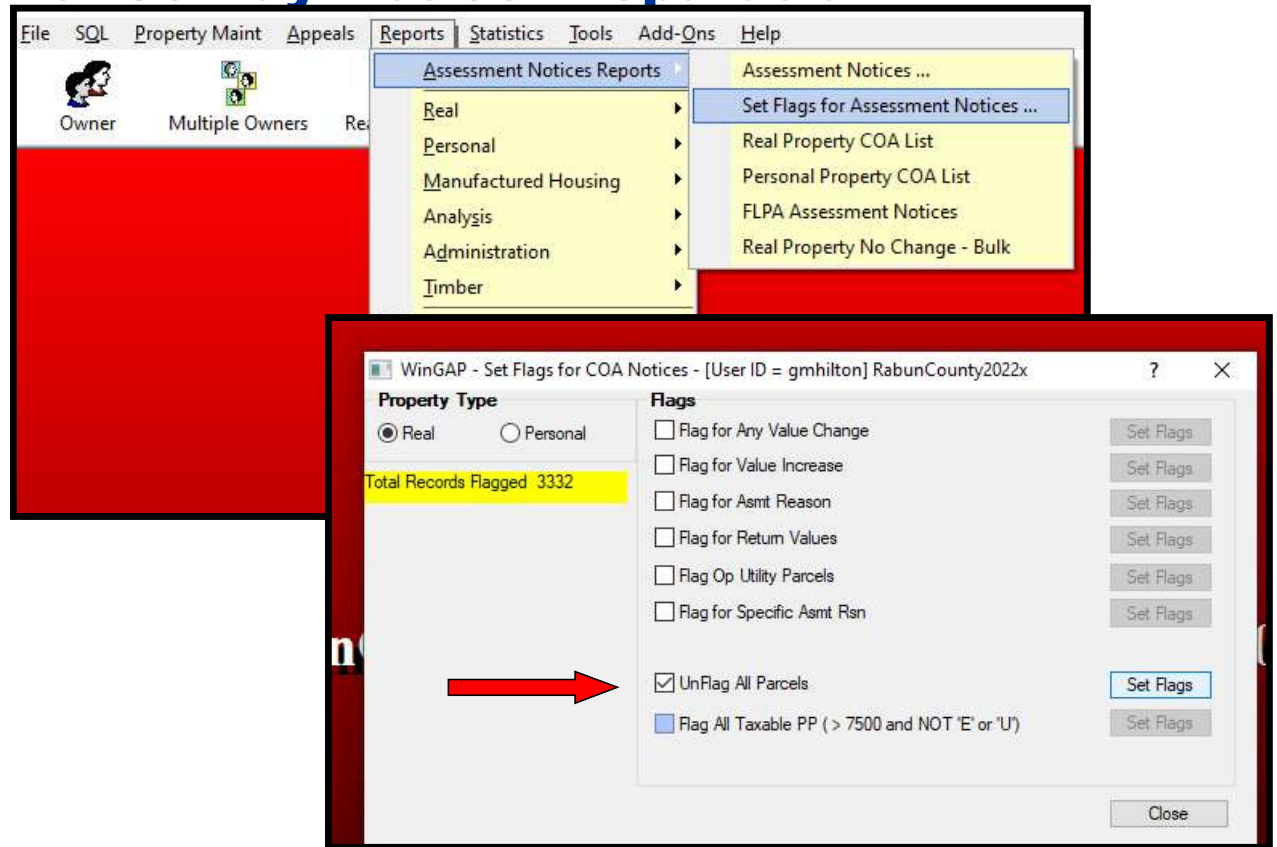 File SQL Property Maint Appeals Reports Statistics Tools Add-Ons Help
Owner Multiple Owners
Assessment Notices Reports
Real
Personal
Manufactured Housing
Analysis
Administration
Timber
Assessment Notices ...
Set Flags for Assessment Notices ...
Real Property COA List
Personal Property COA List
FLPA Assessment Notices
Real Property No Change - Bulk
WinGAP - Set Flags for COA Notices - [User ID = gmhilton] RabunCounty2022x ?
Property Type
Real Personal
Total Records Flagged 3332
Flags
Flag for Any Value Change Set Flags
Flag for Value Increase Set Flags
Flag for Asmt Reason Set Flags
Flag for Return Values Set Flags
Flag Op Utility Parcels Set Flags
Flag for Specific Asmt Rsn Set Flags
UnFlag All Parcels Set Flags
Flag All Taxable PP ( > 7500 and NOT 'E' or 'U') Set Flags
Close